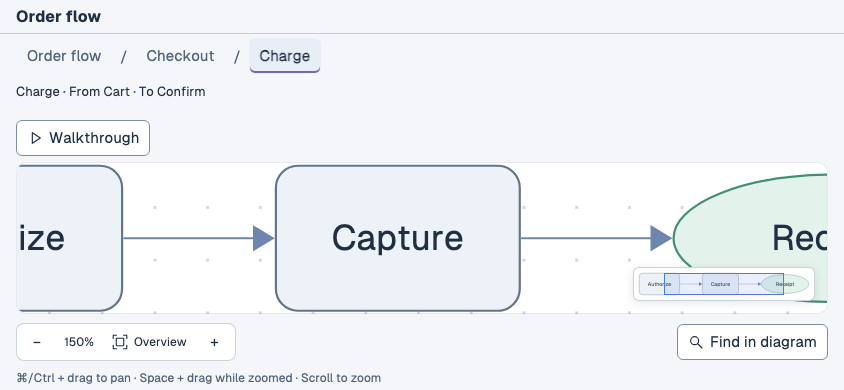 Order flow
Order flow / Checkout / Charge
Charge · From Cart · To Confirm
Walkthrough
ize Capture Rec
Authorize Capture Receipt
− 150% Overview +
Find in diagram
⌘/Ctrl + drag to pan · Space + drag while zoomed · Scroll to zoom